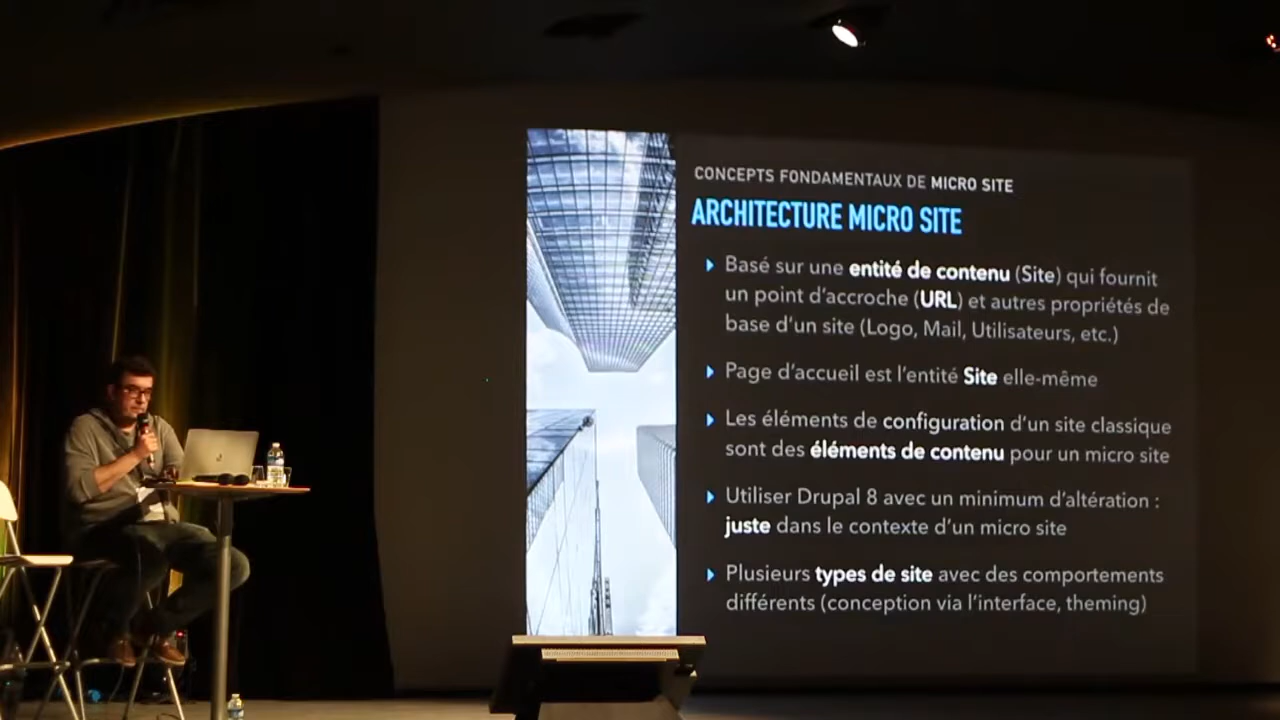 CONCEPTS FONDAMENTAUX DE MICRO SITE
ARCHITECTURE MICRO SITE
Basé sur une entité de contenu (Site) qui fournit
un point d'accroche (URL) et autres propriétés de
base d'un site (Logo, Mail, Utilisateurs, etc.)
Page d'accueil est l'entité Site elle-même
Les éléments de configuration d'un site classique
sont des éléments de contenu pour un micro site
Utiliser Drupal 8 avec un minimum d'altération :
juste dans le contexte d'un micro site
Plusieurs types de site avec des comportements
différents (conception via l'interface, theming)